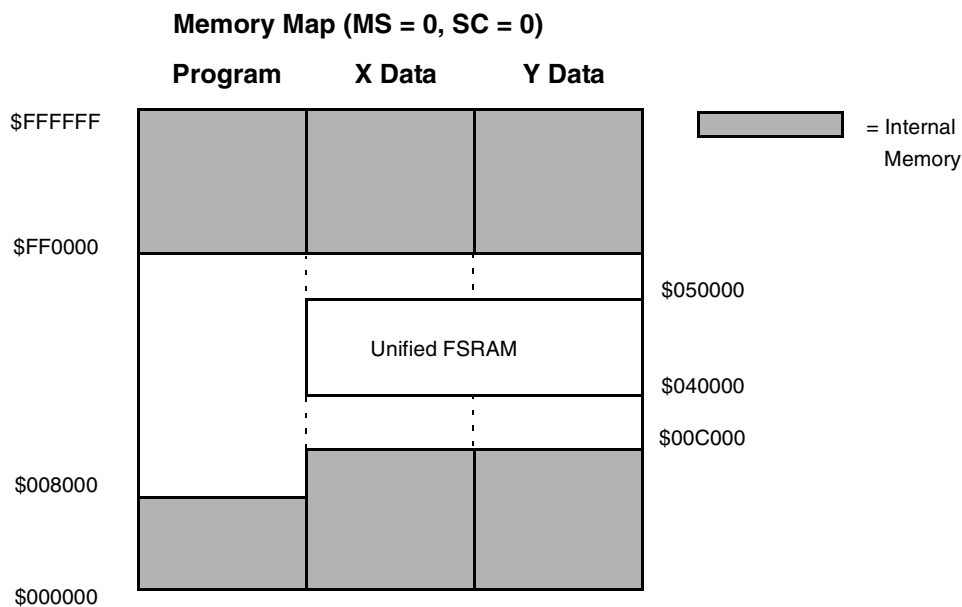 Memory Map (MS = 0, SC = 0)
Program X Data Y Data
$FFFFFF
= Internal
Memory
$FF0000
$050000
Unified FSRAM
$040000
$00C000
$008000
$000000